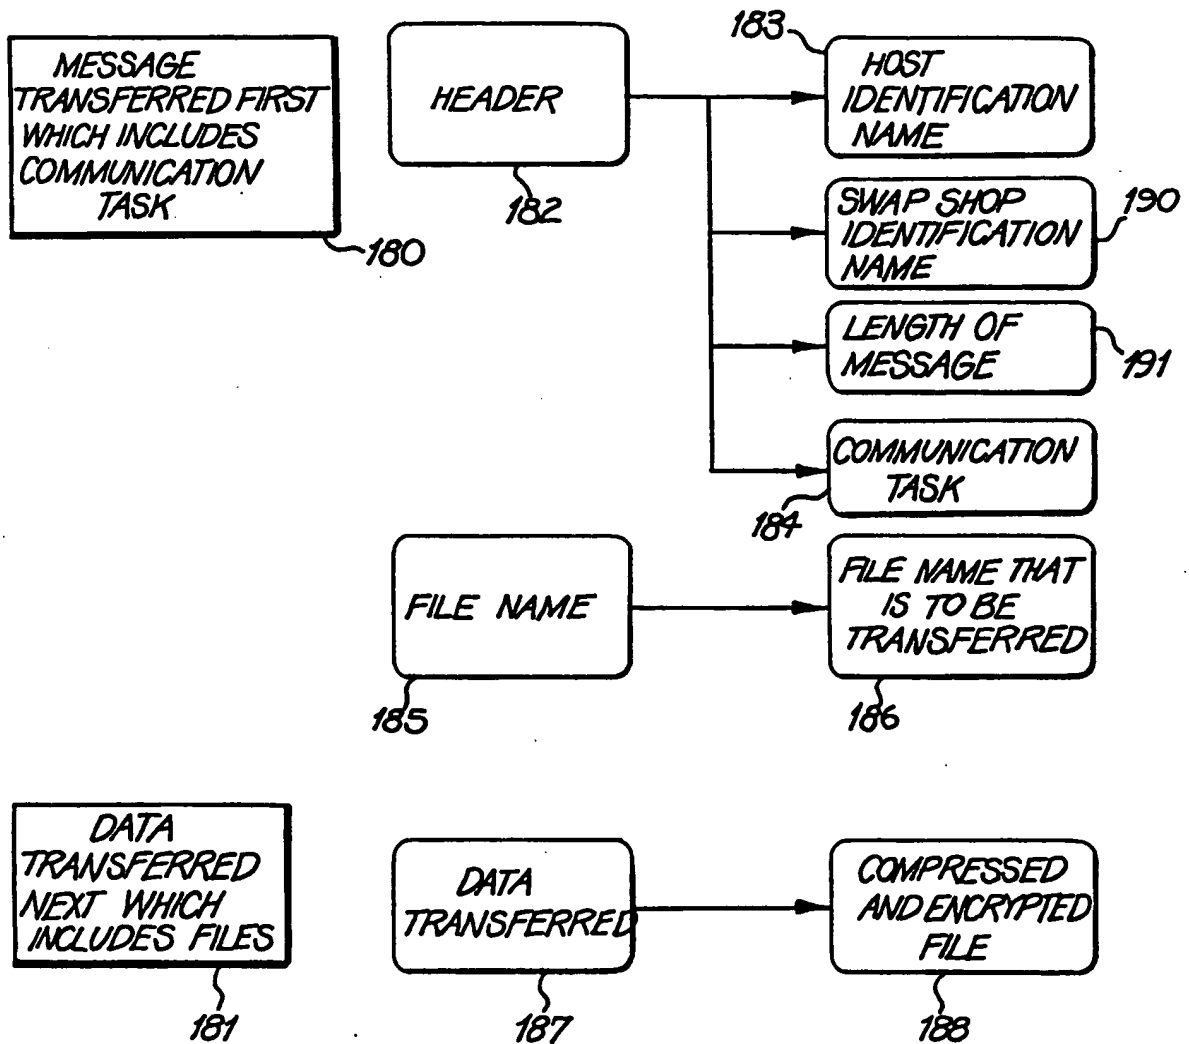 MESSAGE
TRANSFERRED FIRST
WHICH INCLUDES
COMMUNICATION
TASK
180
HEADER
182
183
HOST
IDENTIFICATION
NAME
SWAP SHOP
IDENTIFICATION
NAME
190
LENGTH OF
MESSAGE
191
COMMUNICATION
TASK
184
FILE NAME
185
FILE NAME THAT
IS TO BE
TRANSFERRED
186
DATA
TRANSFERRED
NEXT WHICH
INCLUDES FILES
181
DATA
TRANSFERRED
187
COMPRESSED
AND ENCRYPTED
FILE
188